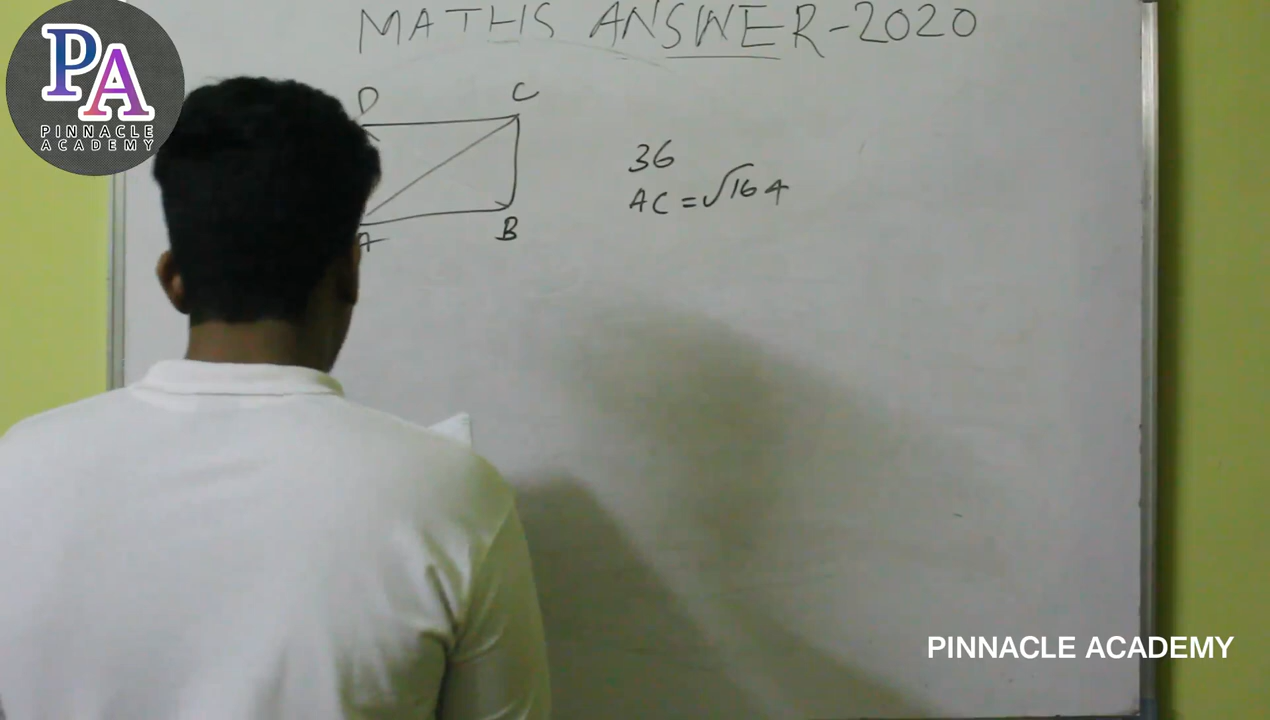 MATHS ANSWER-2020
PA
PINNACLE
ACADEMY
D C
36
AC = √164
A B
PINNACLE ACADEMY